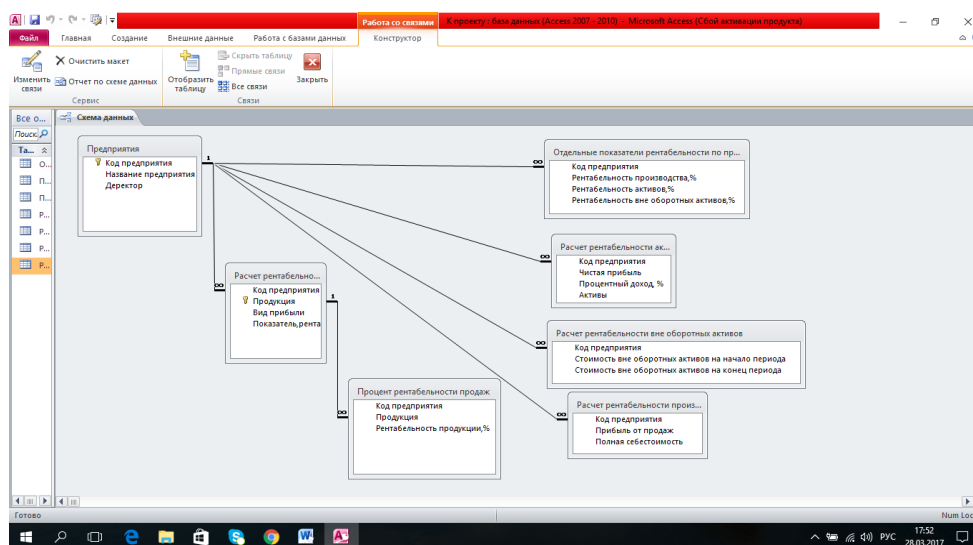 Работа со связями
К проекту : база данных (Access 2007 - 2010) - Microsoft Access (Сбой активации продукта)
Файл Главная Создание Внешние данные Работа с базами данных Конструктор
Изменить связи
Очистить макет
Отчет по схеме данных
Сервис
Отобразить таблицу
Скрыть таблицу
Прямые связи
Все связи
Закрыть
Связи
Все о...
Поиск
Та...
О...
П...
П...
Р...
Р...
Р...
Р...
Схема данных
Предприятия
Код предприятия
Название предприятия
Деректор
1
∞
Расчет рентабельно...
Код предприятия
Продукция
Вид прибыли
Показатель,рента
1
∞
Процент рентабельности продаж
Код предприятия
Продукция
Рентабельность продукции,%
∞
Отдельные показатели рентабельности по пр...
Код предприятия
Рентабельность производства,%
Рентабельность активов,%
Рентабельность вне оборотных активов,%
∞
Расчет рентабельности ак...
Код предприятия
Чистая прибыль
Процентный доход, %
Активы
∞
Расчет рентабельности вне оборотных активов
Код предприятия
Стоимость вне оборотных активов на начало периода
Стоимость вне оборотных активов на конец периода
∞
Расчет рентабельности произ...
Код предприятия
Прибыль от продаж
Полная себестоимость
Готово
Num Loc
РУС
17:52
28.03.2017